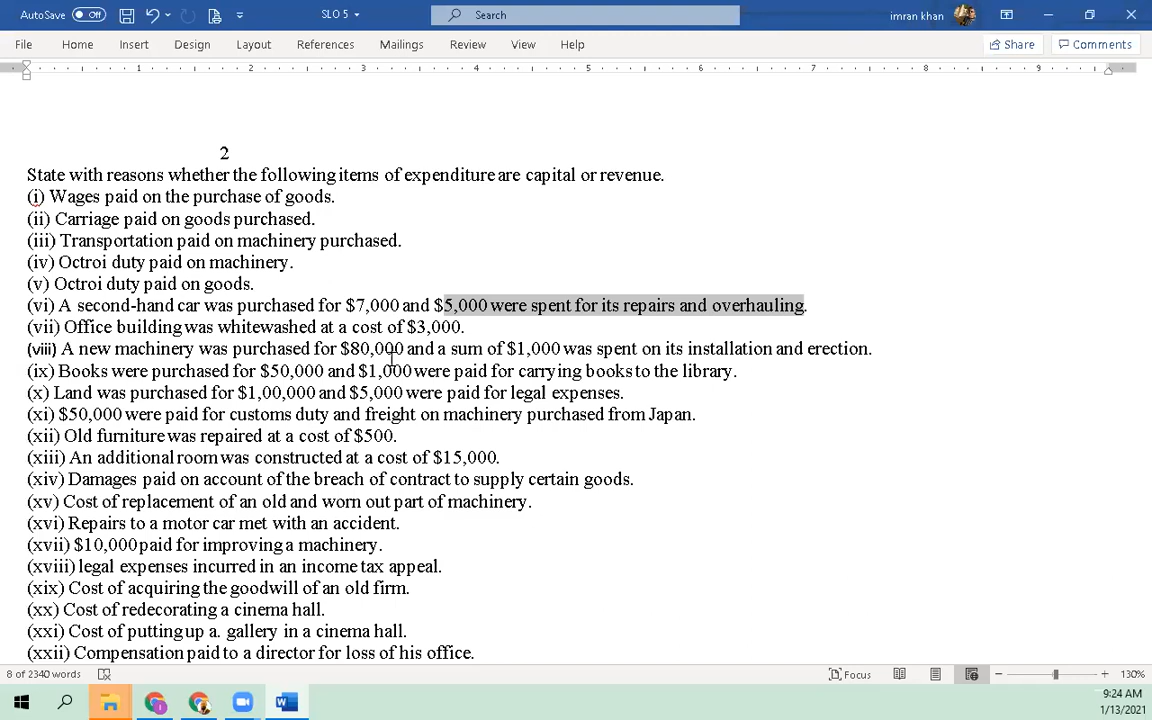 AutoSave Off SLO 5 Search imran khan
File Home Insert Design Layout References Mailings Review View Help Share Comments
1 2 3 4 5 6 7 8 9
2
State with reasons whether the following items of expenditure are capital or revenue.
(i) Wages paid on the purchase of goods.
(ii) Carriage paid on goods purchased.
(iii) Transportation paid on machinery purchased.
(iv) Octroi duty paid on machinery.
(v) Octroi duty paid on goods.
(vi) A second-hand car was purchased for $7,000 and $5,000 were spent for its repairs and overhauling.
(vii) Office building was whitewashed at a cost of $3,000.
(viii) A new machinery was purchased for $80,000 and a sum of $1,000 was spent on its installation and erection.
(ix) Books were purchased for $50,000 and $1,000 were paid for carrying books to the library.
(x) Land was purchased for $1,00,000 and $5,000 were paid for legal expenses.
(xi) $50,000 were paid for customs duty and freight on machinery purchased from Japan.
(xii) Old furniture was repaired at a cost of $500.
(xiii) An additional room was constructed at a cost of $15,000.
(xiv) Damages paid on account of the breach of contract to supply certain goods.
(xv) Cost of replacement of an old and worn out part of machinery.
(xvi) Repairs to a motor car met with an accident.
(xvii) $10,000 paid for improving a machinery.
(xviii) legal expenses incurred in an income tax appeal.
(xix) Cost of acquiring the goodwill of an old firm.
(xx) Cost of redecorating a cinema hall.
(xxi) Cost of putting up a. gallery in a cinema hall.
(xxii) Compensation paid to a director for loss of his office.
8 of 2340 words Focus 130%
9:24 AM
1/13/2021